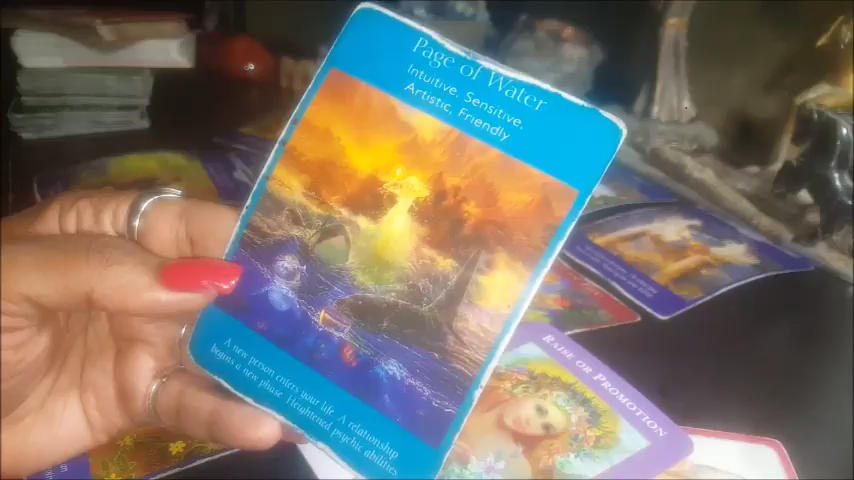 Page of Water
Intuitive, Sensitive,
Artistic, Friendly
A new person enters your life. A relationship
begins a new phase. Heightened psychic abilities.
RAISE OR PROMOTION